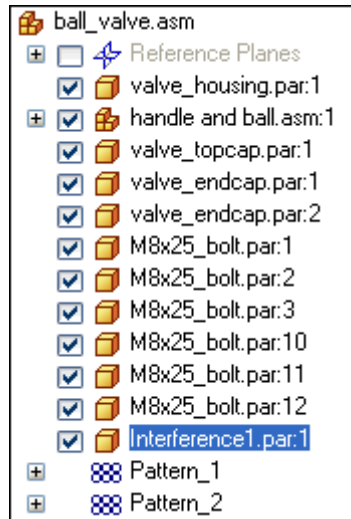 ball_valve.asm
Reference Planes
valve_housing.par:1
handle and ball.asm:1
valve_topcap.par:1
valve_endcap.par:1
valve_endcap.par:2
M8x25_bolt.par:1
M8x25_bolt.par:2
M8x25_bolt.par:3
M8x25_bolt.par:10
M8x25_bolt.par:11
M8x25_bolt.par:12
Interference1.par:1
Pattern_1
Pattern_2